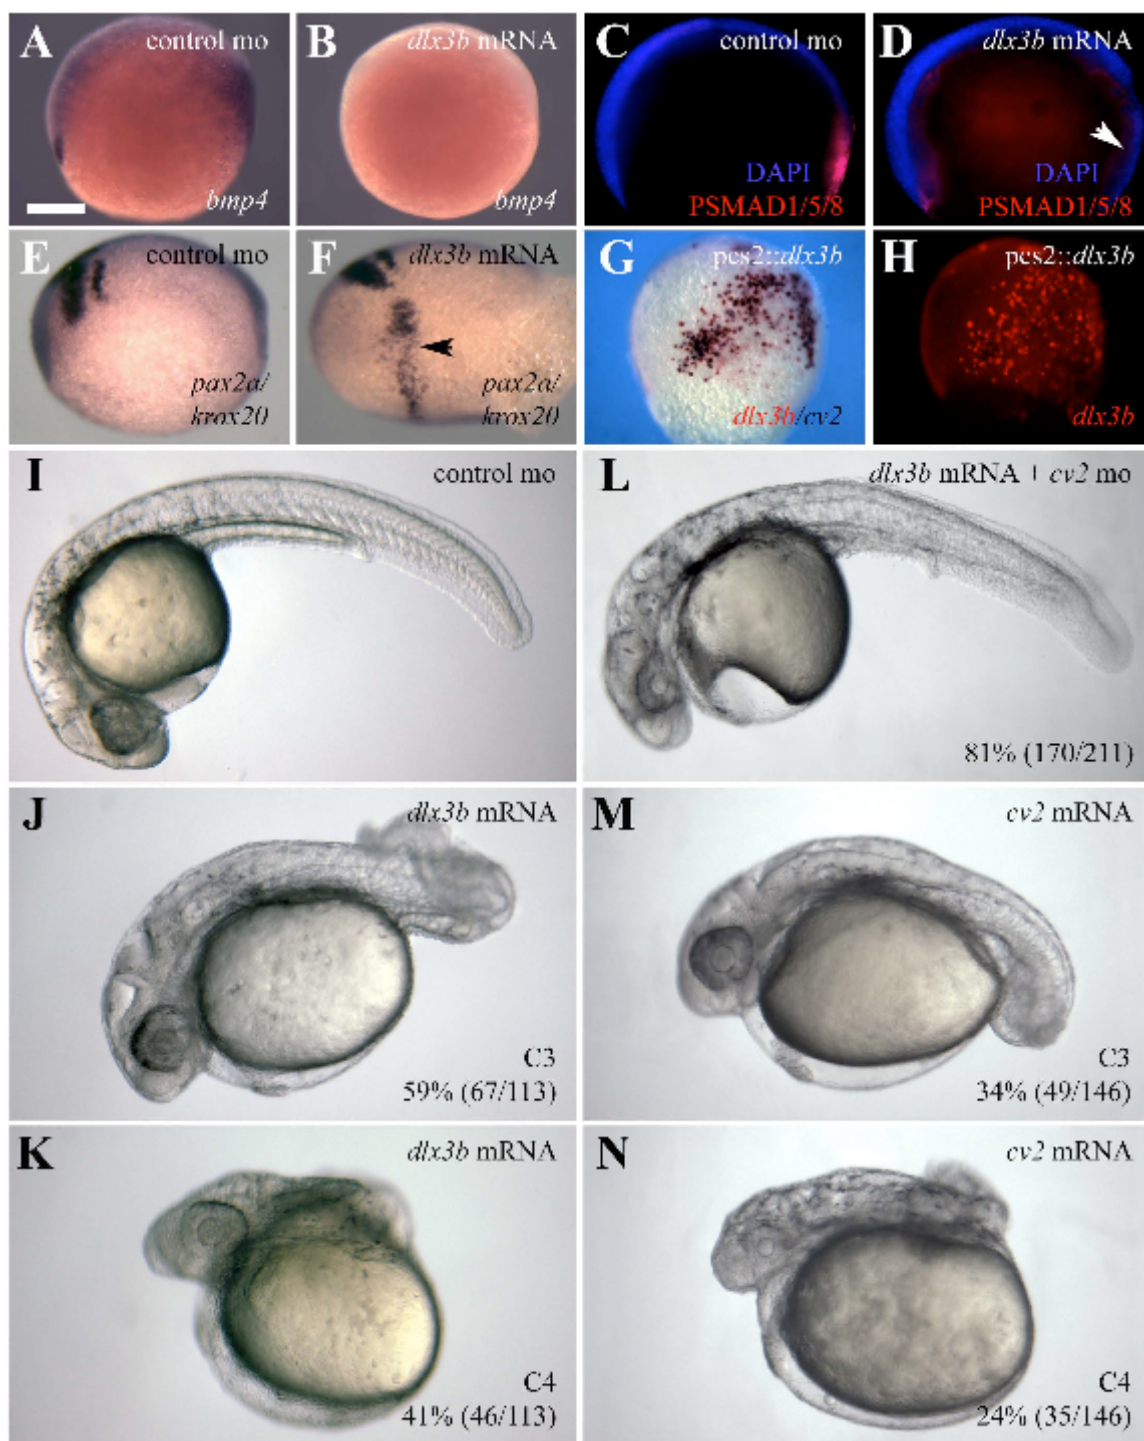 A control mo
bmp4
B dlx3b mRNA
bmp4
C control mo
DAPI
PSMAD1/5/8
D dlx3b mRNA
DAPI
PSMAD1/5/8
E control mo
pax2a/
krox20
F dlx3b mRNA
pax2a/
krox20
G pcs2::dlx3b
dlx3b/cv2
H pcs2::dlx3b
dlx3b
I control mo
L dlx3b mRNA + cv2 mo
81% (170/211)
J dlx3b mRNA
C3
59% (67/113)
M cv2 mRNA
C3
34% (49/146)
K dlx3b mRNA
C4
41% (46/113)
N cv2 mRNA
C4
24% (35/146)